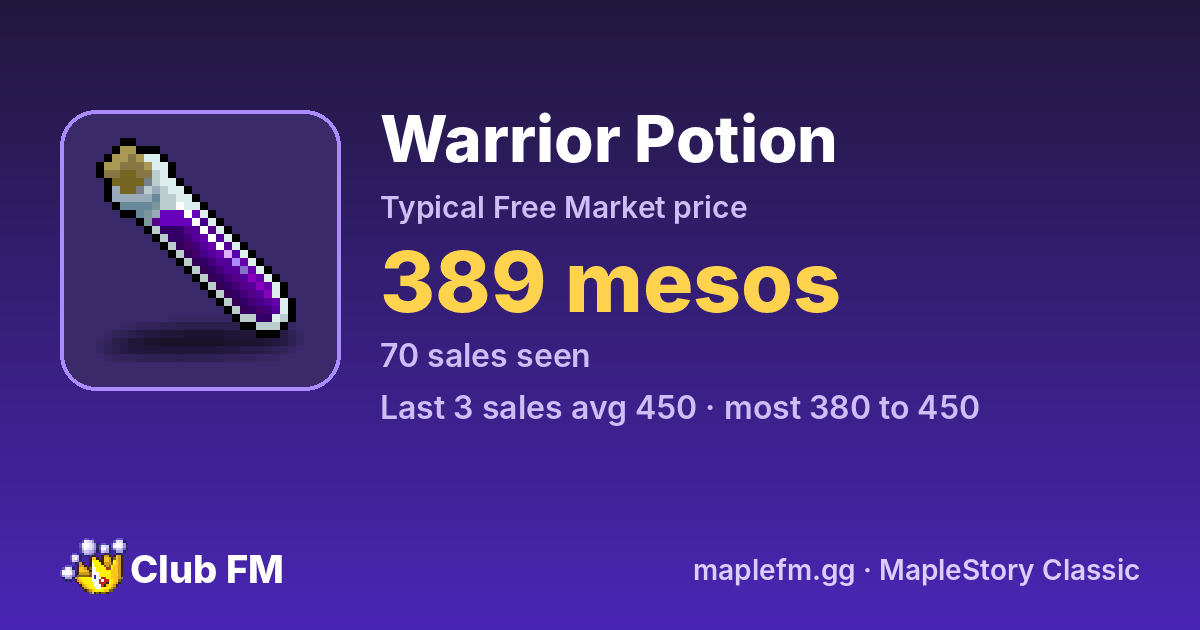 Warrior Potion
Typical Free Market price
389 mesos
70 sales seen
Last 3 sales avg 450 · most 380 to 450
Club FM
maplefm.gg · MapleStory Classic